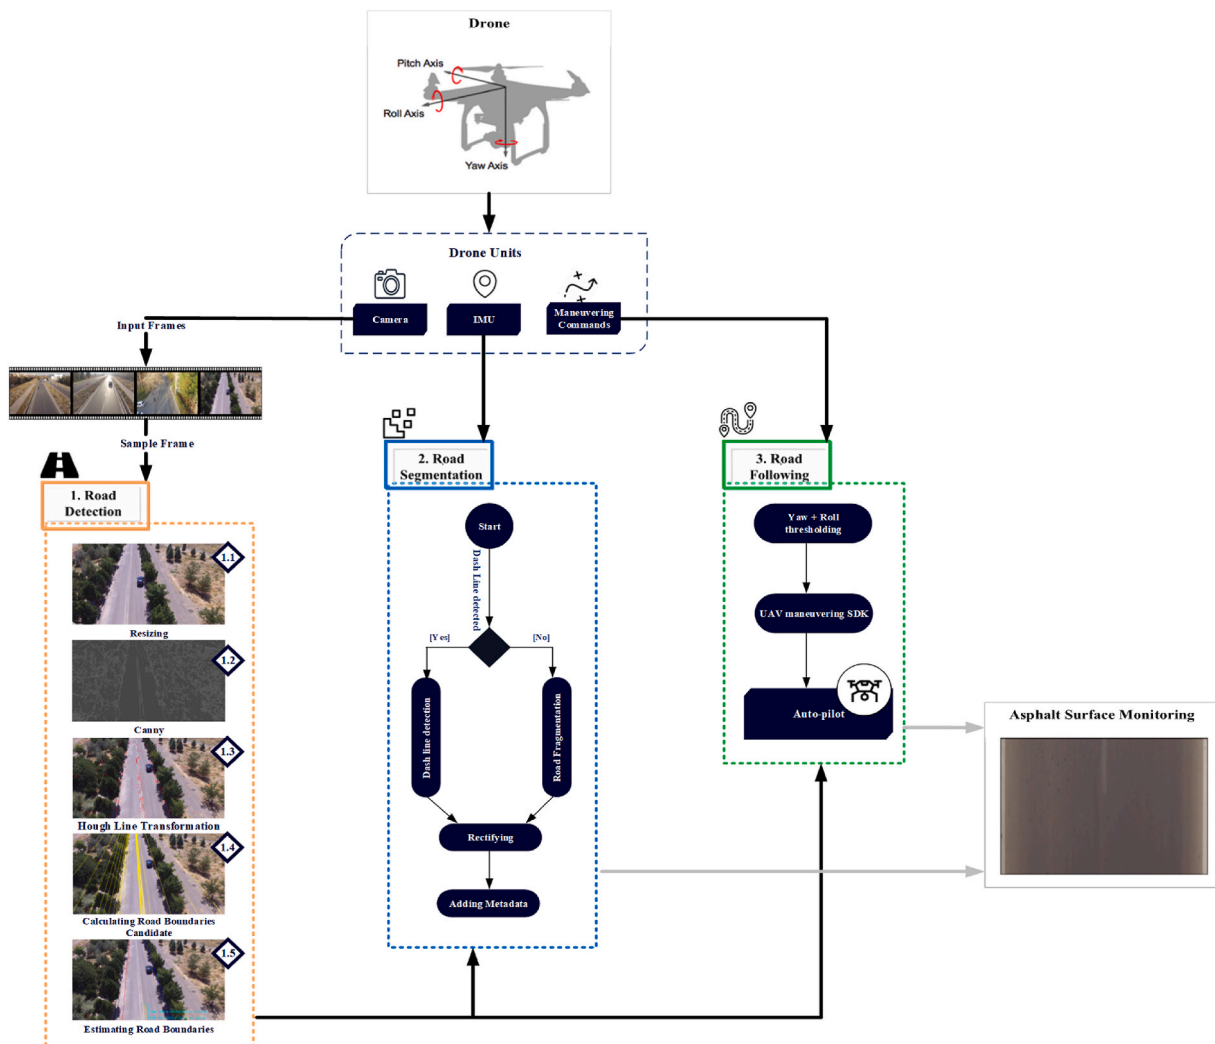 Drone
Pitch Axis
Roll Axis
Yaw Axis
Drone Units
Camera
IMU
Maneuvering
Commands
Input Frames
Sample Frame
1. Road
Detection
1.1
Resizing
1.2
Canny
1.3
Hough Line Transformation
1.4
Calculating Road Boundaries
Candidate
1.5
Estimating Road Boundaries
2. Road
Segmentation
Start
Dash Line detected
[Yes]
[No]
Dash line detection
Road Fragmentation
Rectifying
Adding Metadata
3. Road
Following
Yaw + Roll
thresholding
UAV maneuvering SDK
Auto-pilot
Asphalt Surface Monitoring